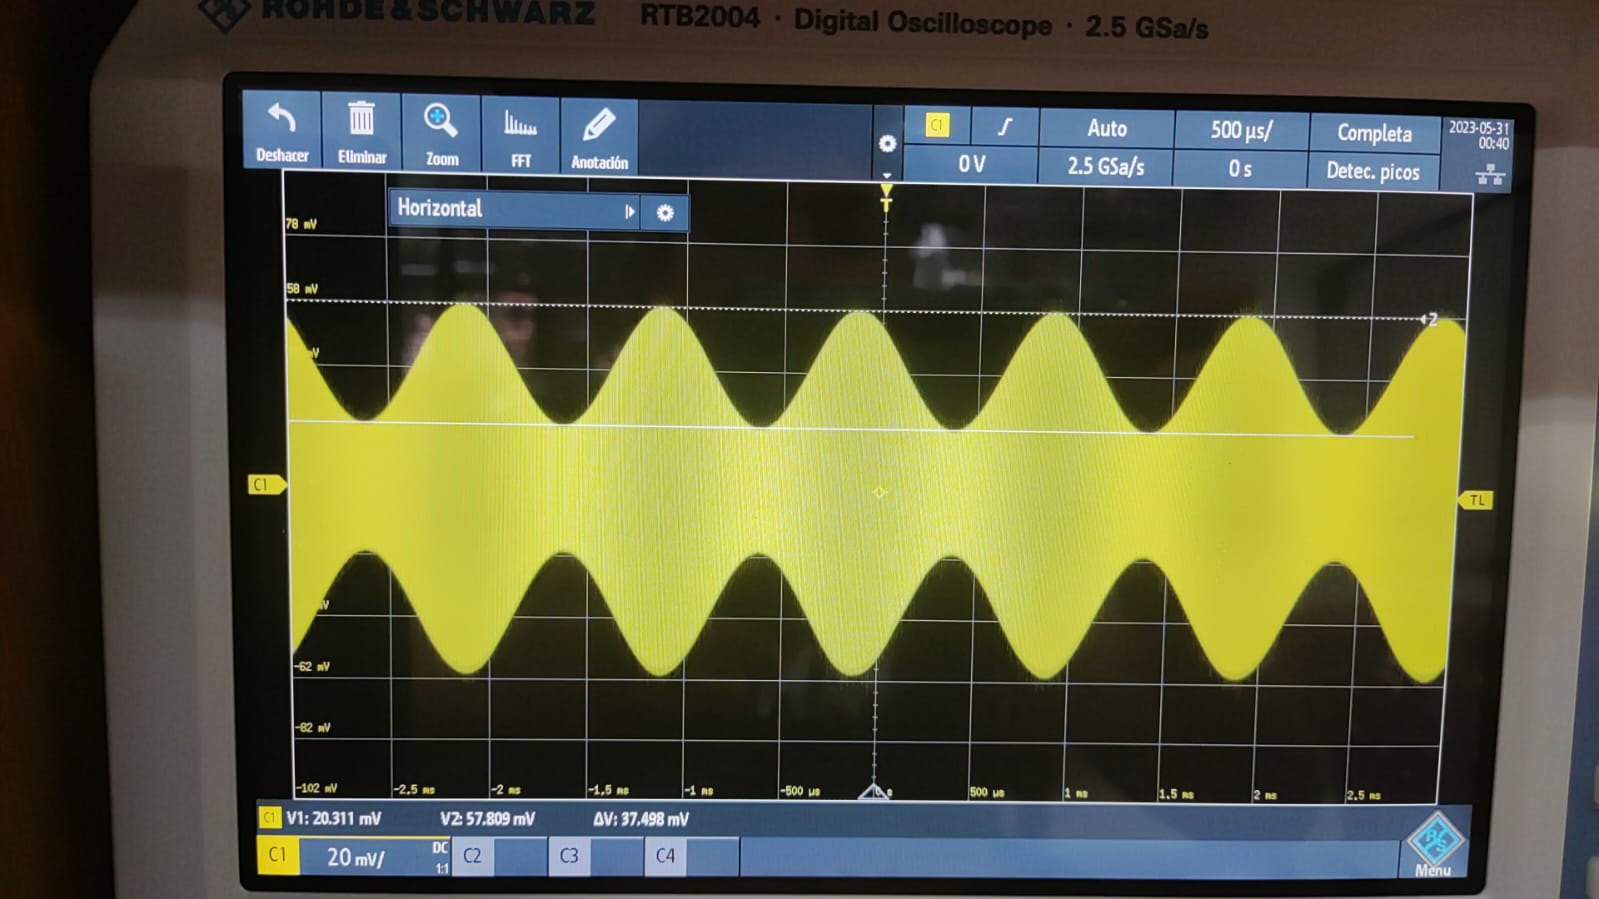 ROHDE & SCHWARZ RTB2004 · Digital Oscilloscope · 2.5 GSa/s
Deshacer Eliminar Zoom FFT Anotación
C1 Auto 500 µs/ Completa 2023-05-31
00:40
0 V 2.5 GSa/s 0 s Detec. picos
Horizontal
T
78 mV
58 mV
2
C1
TL
-62 mV
-82 mV
-102 mV -2.5 ms -2 ms -1.5 ms -1 ms -500 µs 0 s 500 µs 1 ms 1.5 ms 2 ms 2.5 ms
C1 V1: 20.311 mV V2: 57.809 mV ΔV: 37.498 mV
C1 20 mV/ DC
1:1
C2 C3 C4
R&S
Menu